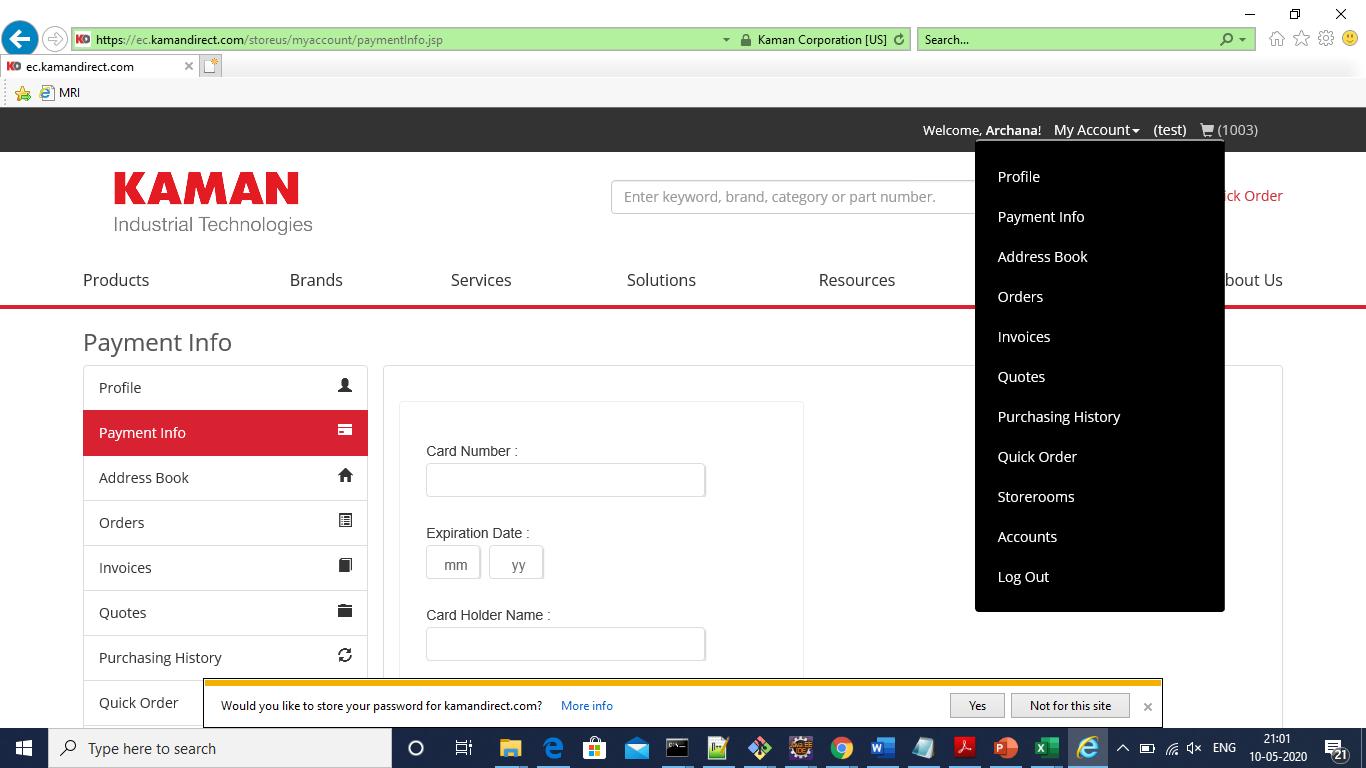 https://ec.kamandirect.com/storeus/myaccount/paymentInfo.jsp
Kaman Corporation [US]
Search...
ec.kamandirect.com
MRI
Welcome, Archana!
My Account
(test)
(1003)
KAMAN
Industrial Technologies
Enter keyword, brand, category or part number.
ick Order
Products
Brands
Services
Solutions
Resources
bout Us
Profile
Payment Info
Address Book
Orders
Invoices
Quotes
Purchasing History
Quick Order
Storerooms
Accounts
Log Out
Payment Info
Profile
Payment Info
Address Book
Orders
Invoices
Quotes
Purchasing History
Quick Order
Card Number :
Expiration Date :
mm
yy
Card Holder Name :
Would you like to store your password for kamandirect.com?
More info
Yes
Not for this site
Type here to search
ENG
21:01
10-05-2020
21